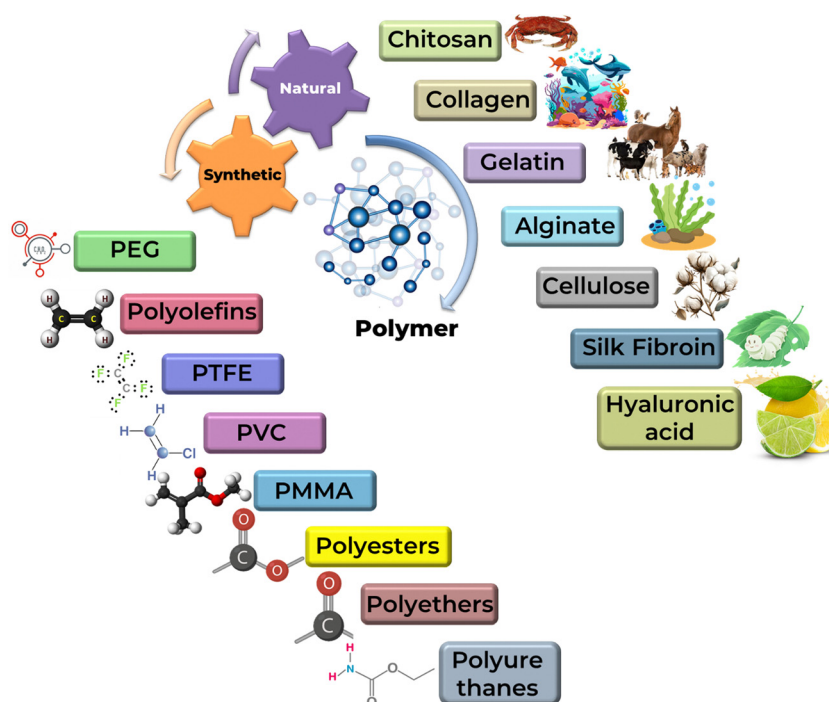 Chitosan
Natural
Collagen
Gelatin
Synthetic
Alginate
PEG
Cellulose
H H
C C
H H
Polyolefins
Polymer
Silk Fibroin
F F
C
C F
F
PTFE
Hyaluronic
acid
H
H
Cl
H
PVC
PMMA
O
C
O
Polyesters
O
C
Polyethers
H
N
H
O
O
Polyure
thanes